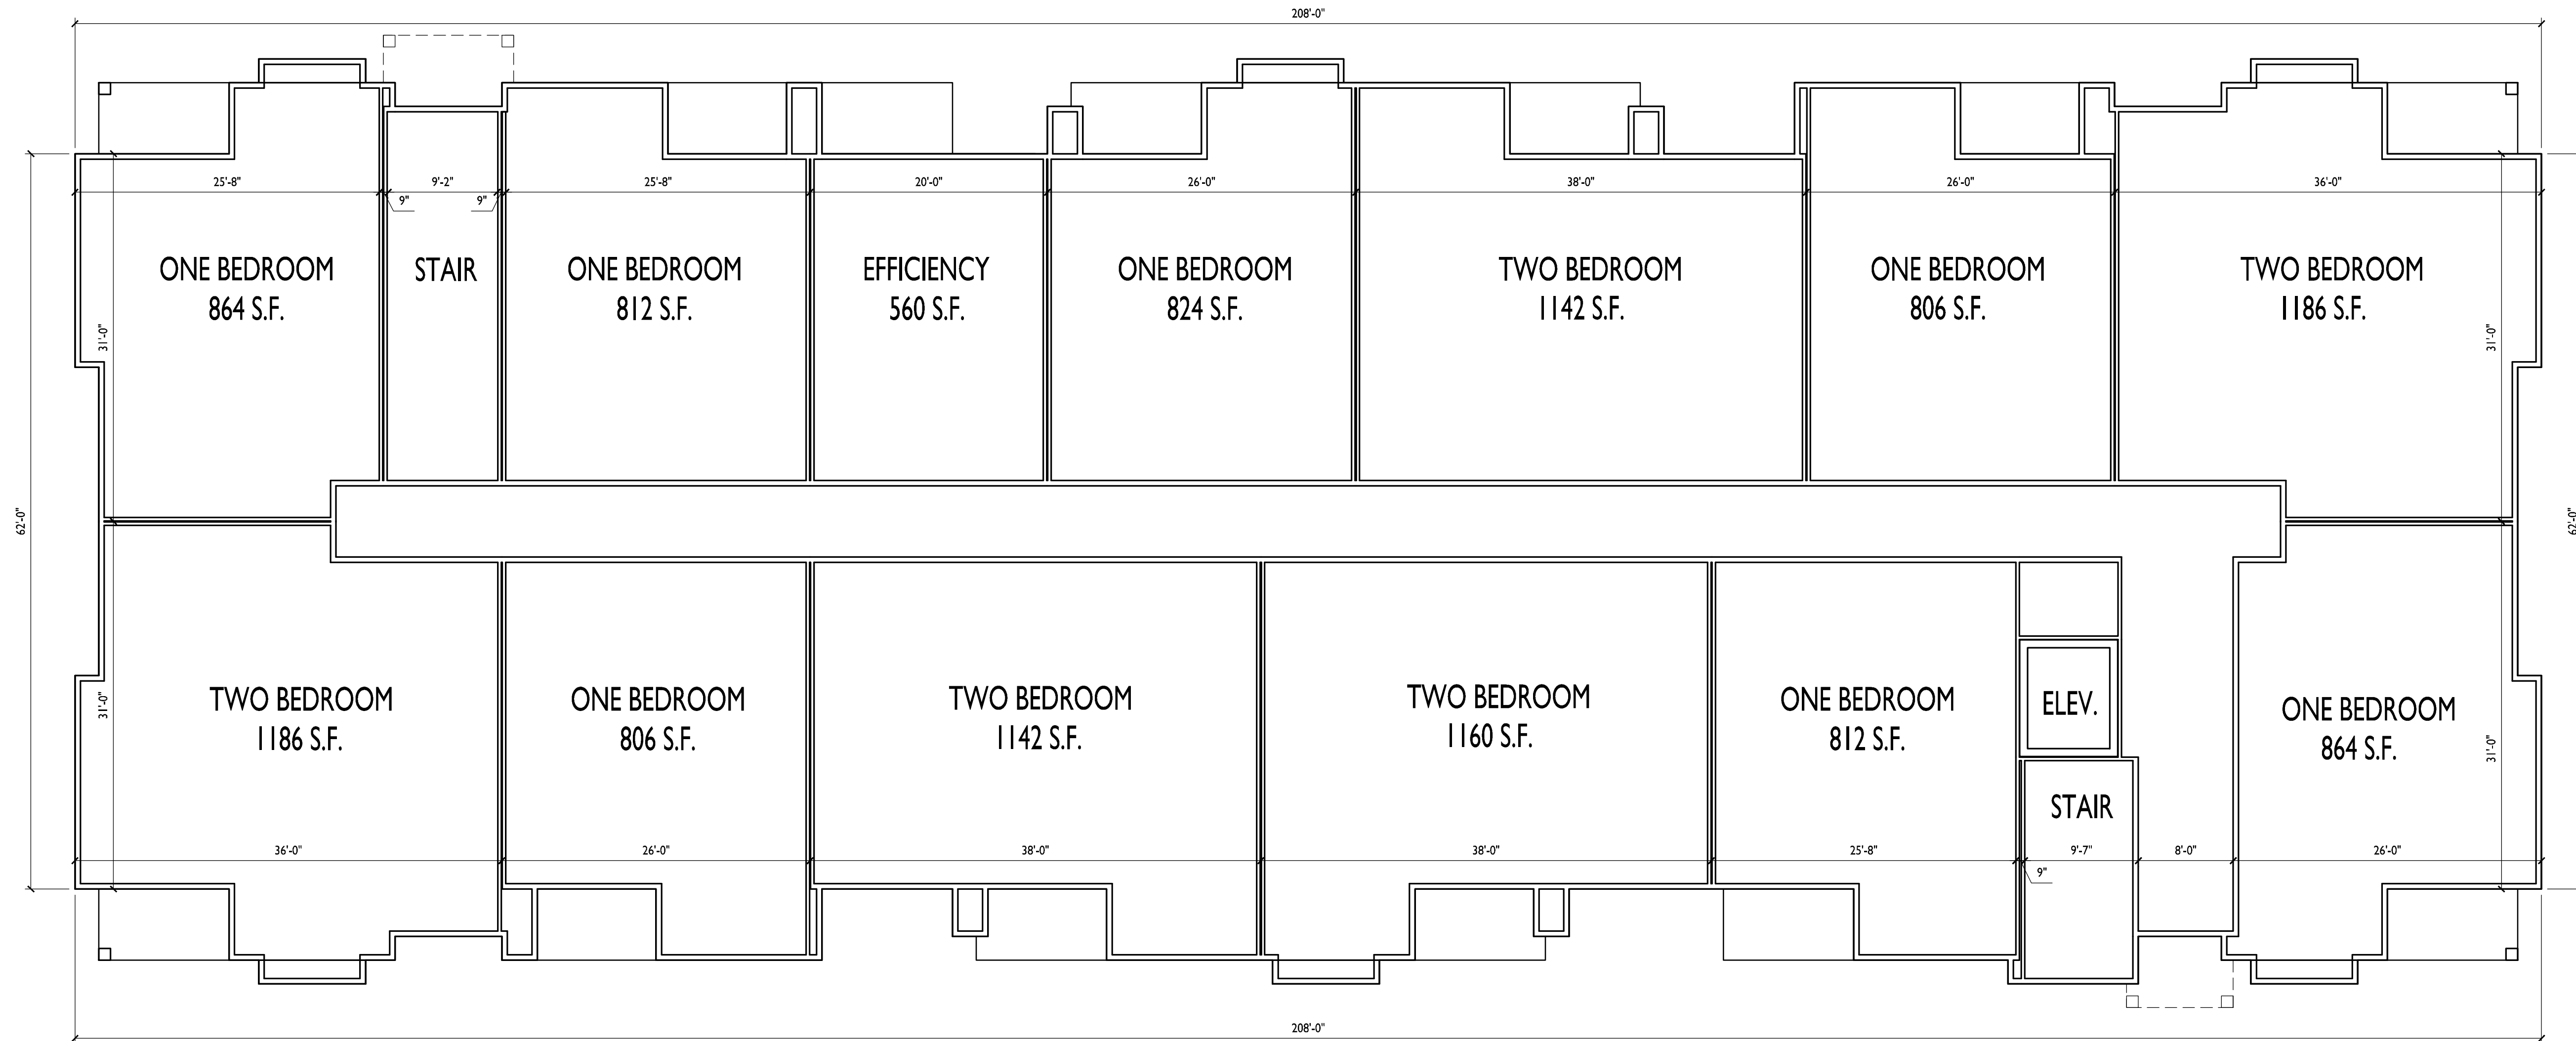 208'-0"
25'-8"
9'-2"
25'-8"
20'-0"
26'-0"
38'-0"
26'-0"
36'-0"
9"
9"
ONE BEDROOM
864 S.F.
STAIR
ONE BEDROOM
812 S.F.
EFFICIENCY
560 S.F.
ONE BEDROOM
824 S.F.
TWO BEDROOM
1142 S.F.
ONE BEDROOM
806 S.F.
TWO BEDROOM
1186 S.F.
31'-0"
31'-0"
62'-0"
62'-0"
TWO BEDROOM
1186 S.F.
ONE BEDROOM
806 S.F.
TWO BEDROOM
1142 S.F.
TWO BEDROOM
1160 S.F.
ONE BEDROOM
812 S.F.
ELEV.
ONE BEDROOM
864 S.F.
31'-0"
31'-0"
STAIR
36'-0"
26'-0"
38'-0"
38'-0"
25'-8"
9'-7"
8'-0"
26'-0"
9"
208'-0"